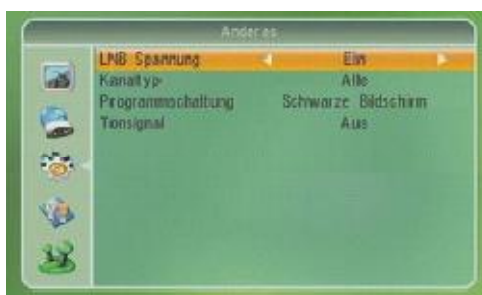 Anderes
LNB Spannung Ein
Kanaltyp Alle
Programmschaltung Schwarze Bildschirm
Tonsignal Aus